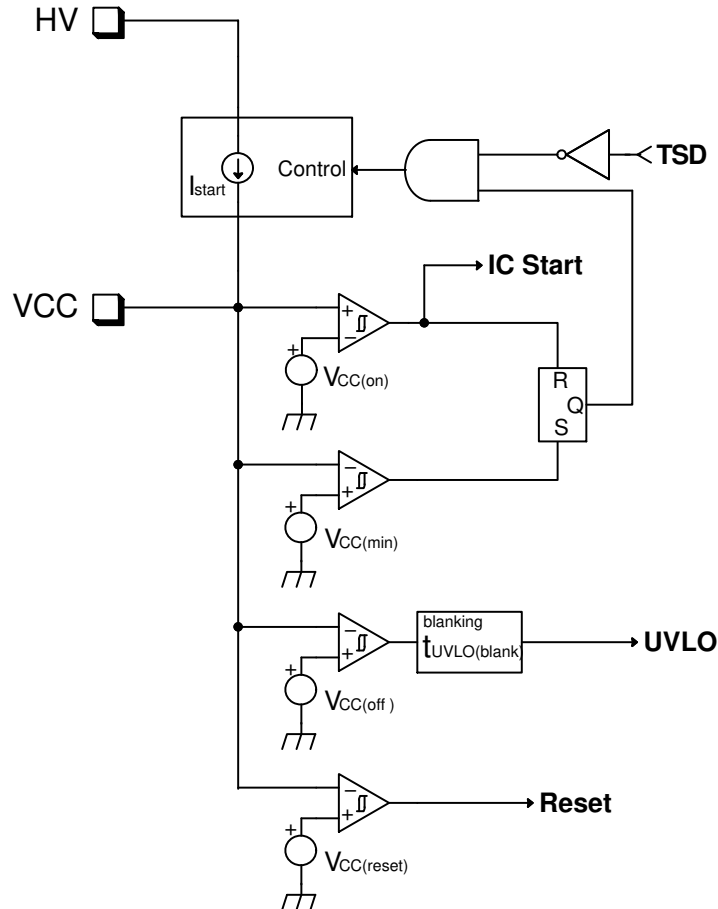 HV
Istart
Control
TSD
VCC
IC Start
+
−
+
VCC(on)
R
Q
S
−
+
+
VCC(min)
−
+
+
VCC(off )
blanking
tUVLO(blank)
UVLO
−
+
+
VCC(reset)
Reset